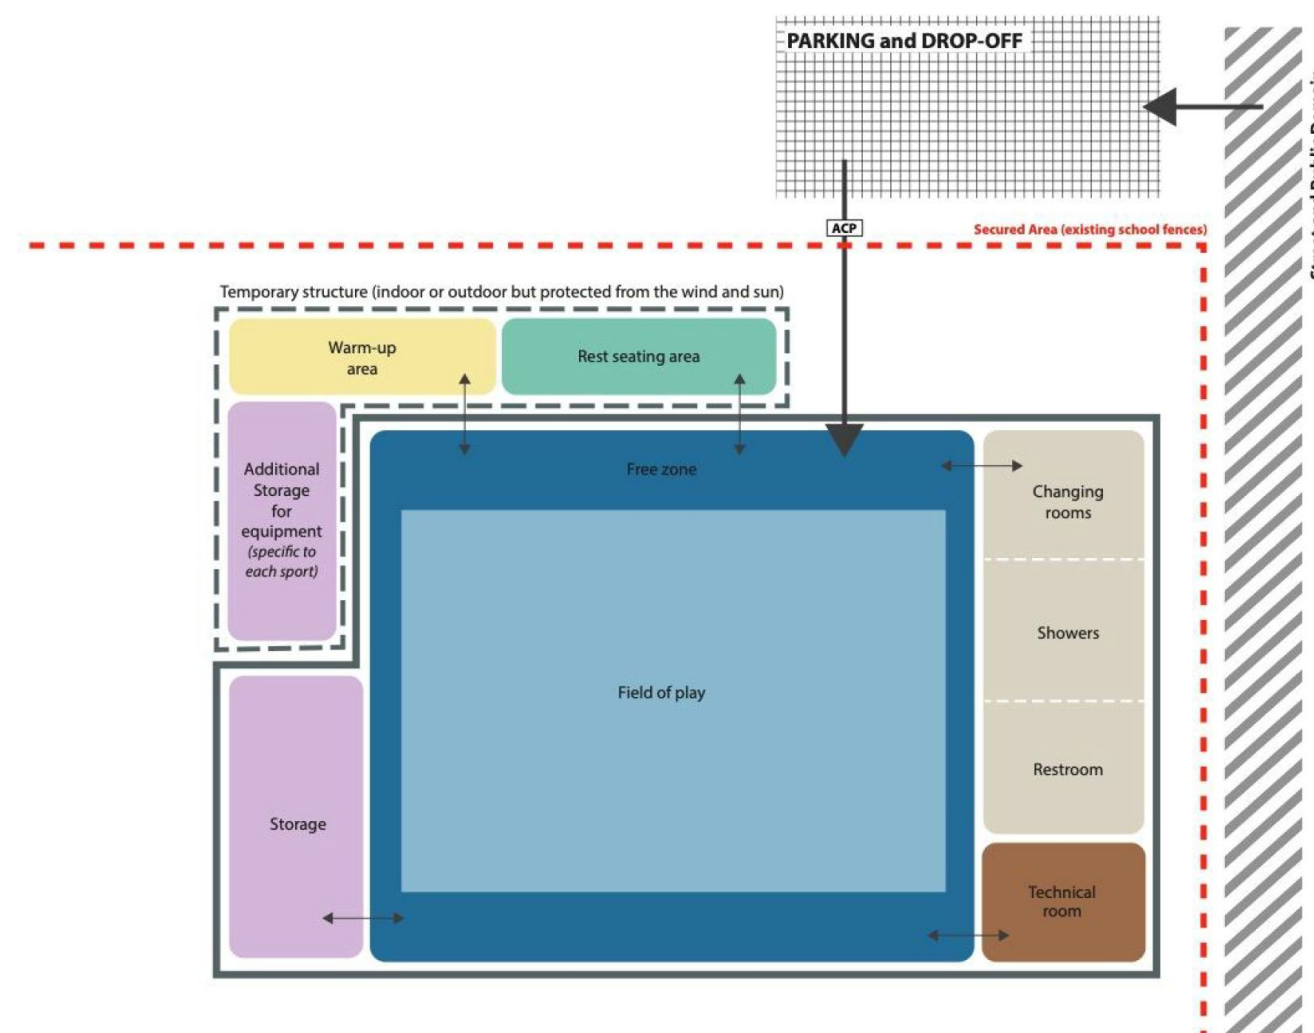 PARKING and DROP-OFF
ACP
Secured Area (existing school fences)
Temporary structure (indoor or outdoor but protected from the wind and sun)
Warm-up
area
Rest seating area
Additional
Storage
for
equipment
(specific to
each sport)
Free zone
Changing
rooms
Showers
Field of play
Restroom
Storage
Technical
room